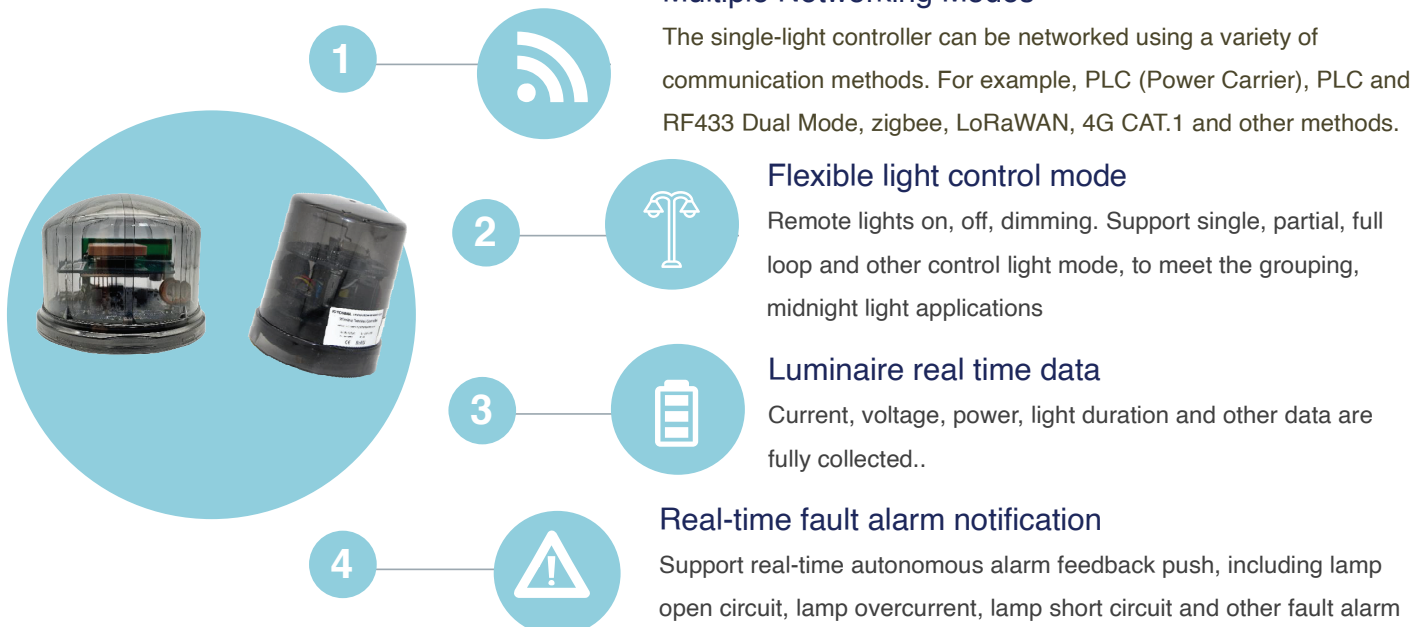 1
Multiple Networking Modes
The single-light controller can be networked using a variety of
communication methods. For example, PLC (Power Carrier), PLC and
RF433 Dual Mode, zigbee, LoRaWAN, 4G CAT.1 and other methods.
2
Flexible light control mode
Remote lights on, off, dimming. Support single, partial, full
loop and other control light mode, to meet the grouping,
midnight light applications
3
Luminaire real time data
Current, voltage, power, light duration and other data are
fully collected..
4
Real-time fault alarm notification
Support real-time autonomous alarm feedback push, including lamp
open circuit, lamp overcurrent, lamp short circuit and other fault alarm